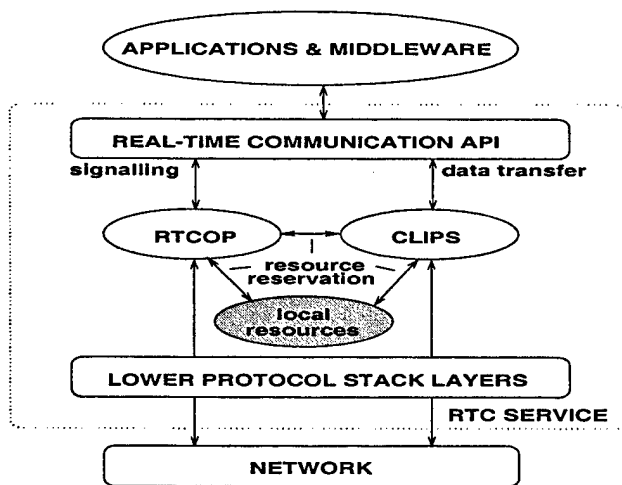 APPLICATIONS & MIDDLEWARE
REAL-TIME COMMUNICATION API
signalling
data transfer
RTCOP
CLIPS
resource
reservation
local
resources
LOWER PROTOCOL STACK LAYERS
RTC SERVICE
NETWORK